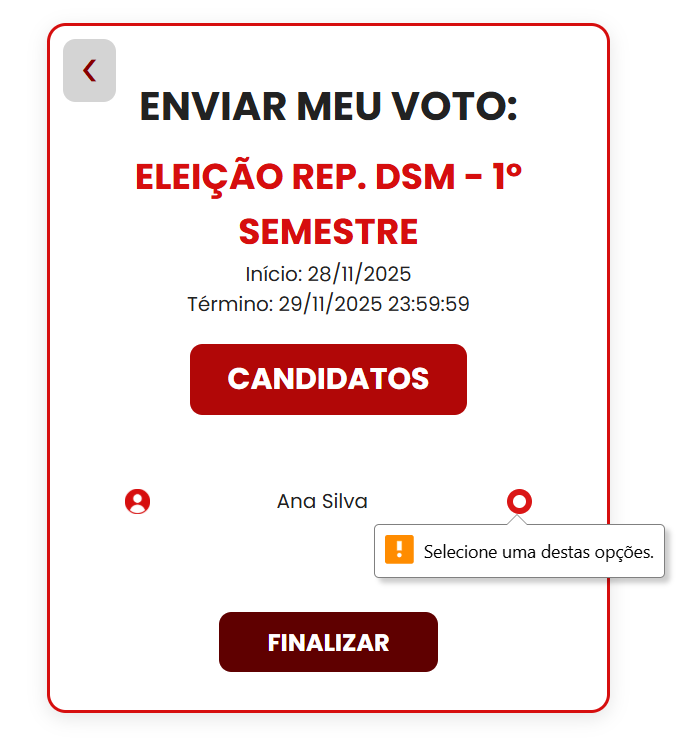 ENVIAR MEU VOTO:
ELEIÇÃO REP. DSM - 1º
SEMESTRE
Início: 28/11/2025
Término: 29/11/2025 23:59:59
CANDIDATOS
Ana Silva
Selecione uma destas opções.
FINALIZAR